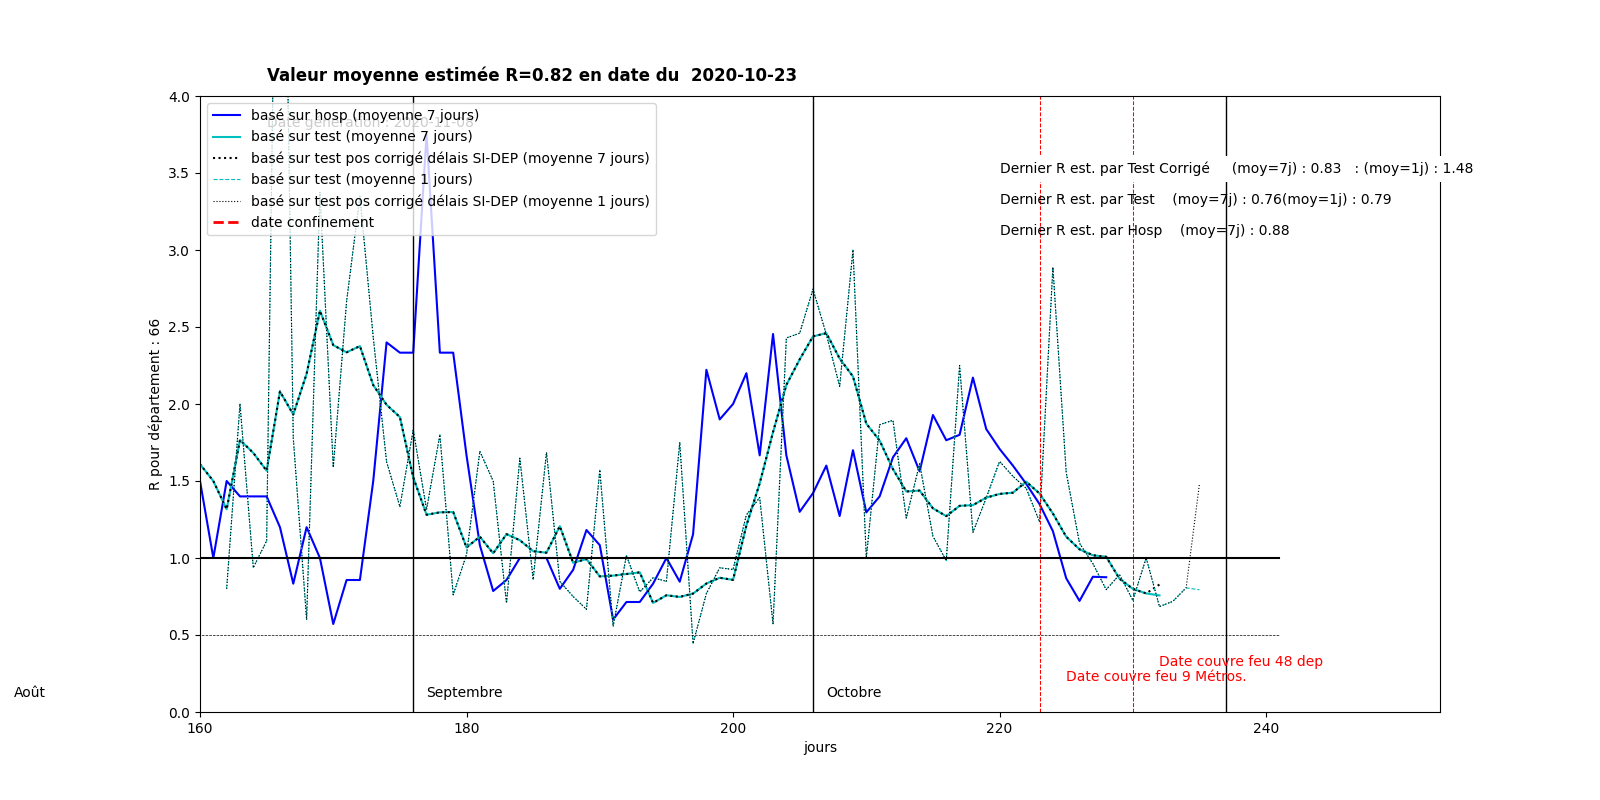 Valeur moyenne estimée R=0.82 en date du  2020-10-23
Date génération : 2020-11-08
basé sur hosp (moyenne 7 jours)
basé sur test (moyenne 7 jours)
basé sur test pos corrigé délais SI-DEP (moyenne 7 jours)
basé sur test (moyenne 1 jours)
basé sur test pos corrigé délais SI-DEP (moyenne 1 jours)
date confinement
Dernier R est. par Test Corrigé     (moy=7j) : 0.83   : (moy=1j) : 1.48
Dernier R est. par Test    (moy=7j) : 0.76(moy=1j) : 0.79
Dernier R est. par Hosp    (moy=7j) : 0.88
R pour département : 66
4.0
3.5
3.0
2.5
2.0
1.5
1.0
0.5
0.0
Date couvre feu 48 dep
Date couvre feu 9 Métros.
Août
Septembre
Octobre
160
180
200
220
240
jours